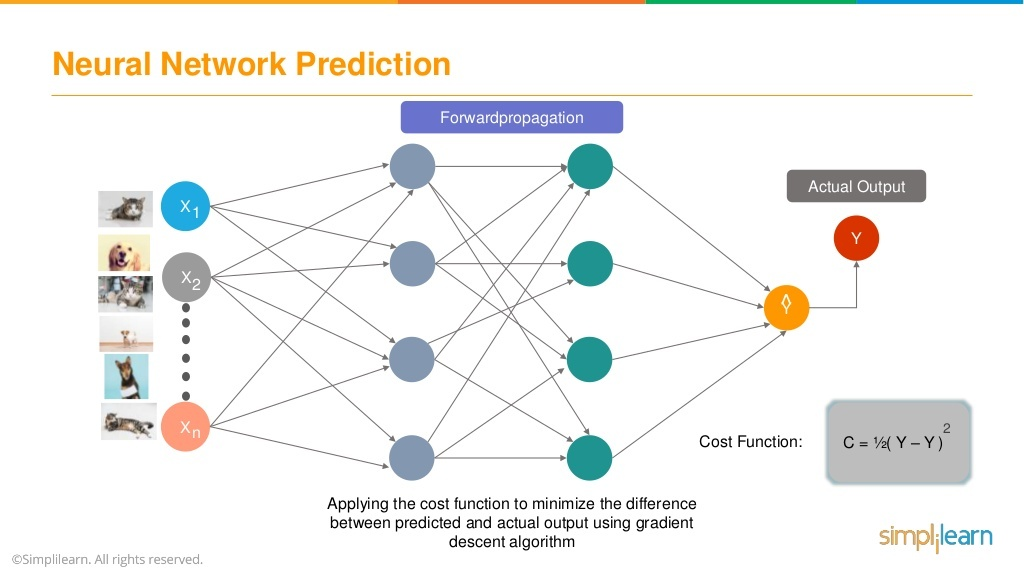 Neural Network Prediction
Forwardpropagation
Actual Output
X1
Y
X2
Ŷ
Xn
Cost Function:
C = ½( Y – Y )2
Applying the cost function to minimize the difference
between predicted and actual output using gradient
descent algorithm
simplilearn
©Simplilearn. All rights reserved.